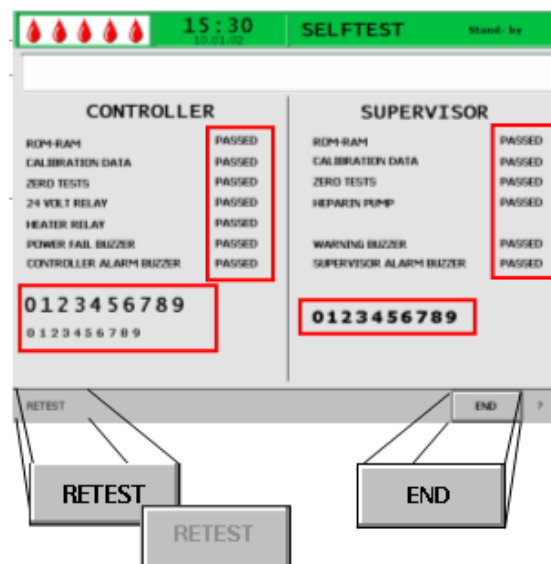 15:30
10.01.02
SELFTEST
Stand- by
CONTROLLER
ROM-RAM PASSED
CALIBRATION DATA PASSED
ZERO TESTS PASSED
24 VOLT RELAY PASSED
HEATER RELAY PASSED
POWER FAIL BUZZER PASSED
CONTROLLER ALARM BUZZER PASSED
0123456789
0123456789
SUPERVISOR
ROM-RAM PASSED
CALIBRATION DATA PASSED
ZERO TESTS PASSED
HEPARIN PUMP PASSED
WARNING BUZZER PASSED
SUPERVISOR ALARM BUZZER PASSED
0123456789
RETEST
END
?
RETEST
END
RETEST